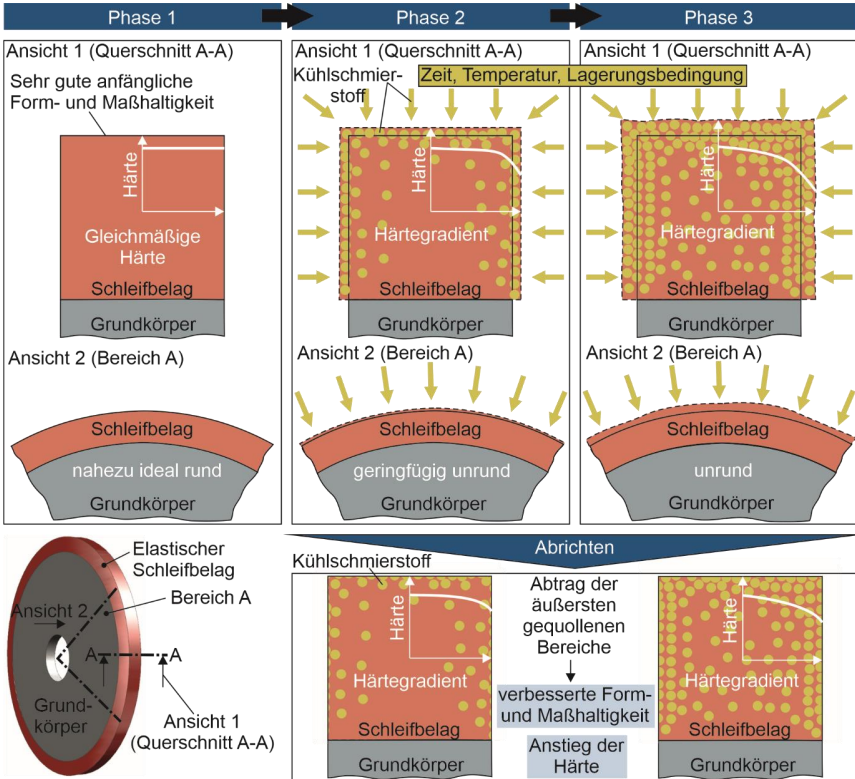 Phase 1
Phase 2
Phase 3
Ansicht 1 (Querschnitt A-A)
Sehr gute anfängliche
Form- und Maßhaltigkeit
Härte
Gleichmäßige
Härte
Schleifbelag
Grundkörper
Ansicht 2 (Bereich A)
Schleifbelag
nahezu ideal rund
Grundkörper
Ansicht 1 (Querschnitt A-A)
Kühlschmier-
stoff
Zeit, Temperatur, Lagerungsbedingung
Härte
Härtegradient
Schleifbelag
Grundkörper
Ansicht 2 (Bereich A)
Schleifbelag
geringfügig unrund
Grundkörper
Ansicht 1 (Querschnitt A-A)
Härte
Härtegradient
Schleifbelag
Grundkörper
Ansicht 2 (Bereich A)
Schleifbelag
unrund
Grundkörper
Elastischer
Schleifbelag
Bereich A
Ansicht 2
A
A
Grund-
körper
Ansicht 1
(Querschnitt A-A)
Abrichten
Kühlschmierstoff
Härte
Härtegradient
Schleifbelag
Grundkörper
Abtrag der
äußersten
gequollenen
Bereiche
verbesserte Form-
und Maßhaltigkeit
Anstieg der
Härte
Härte
Härtegradient
Schleifbelag
Grundkörper